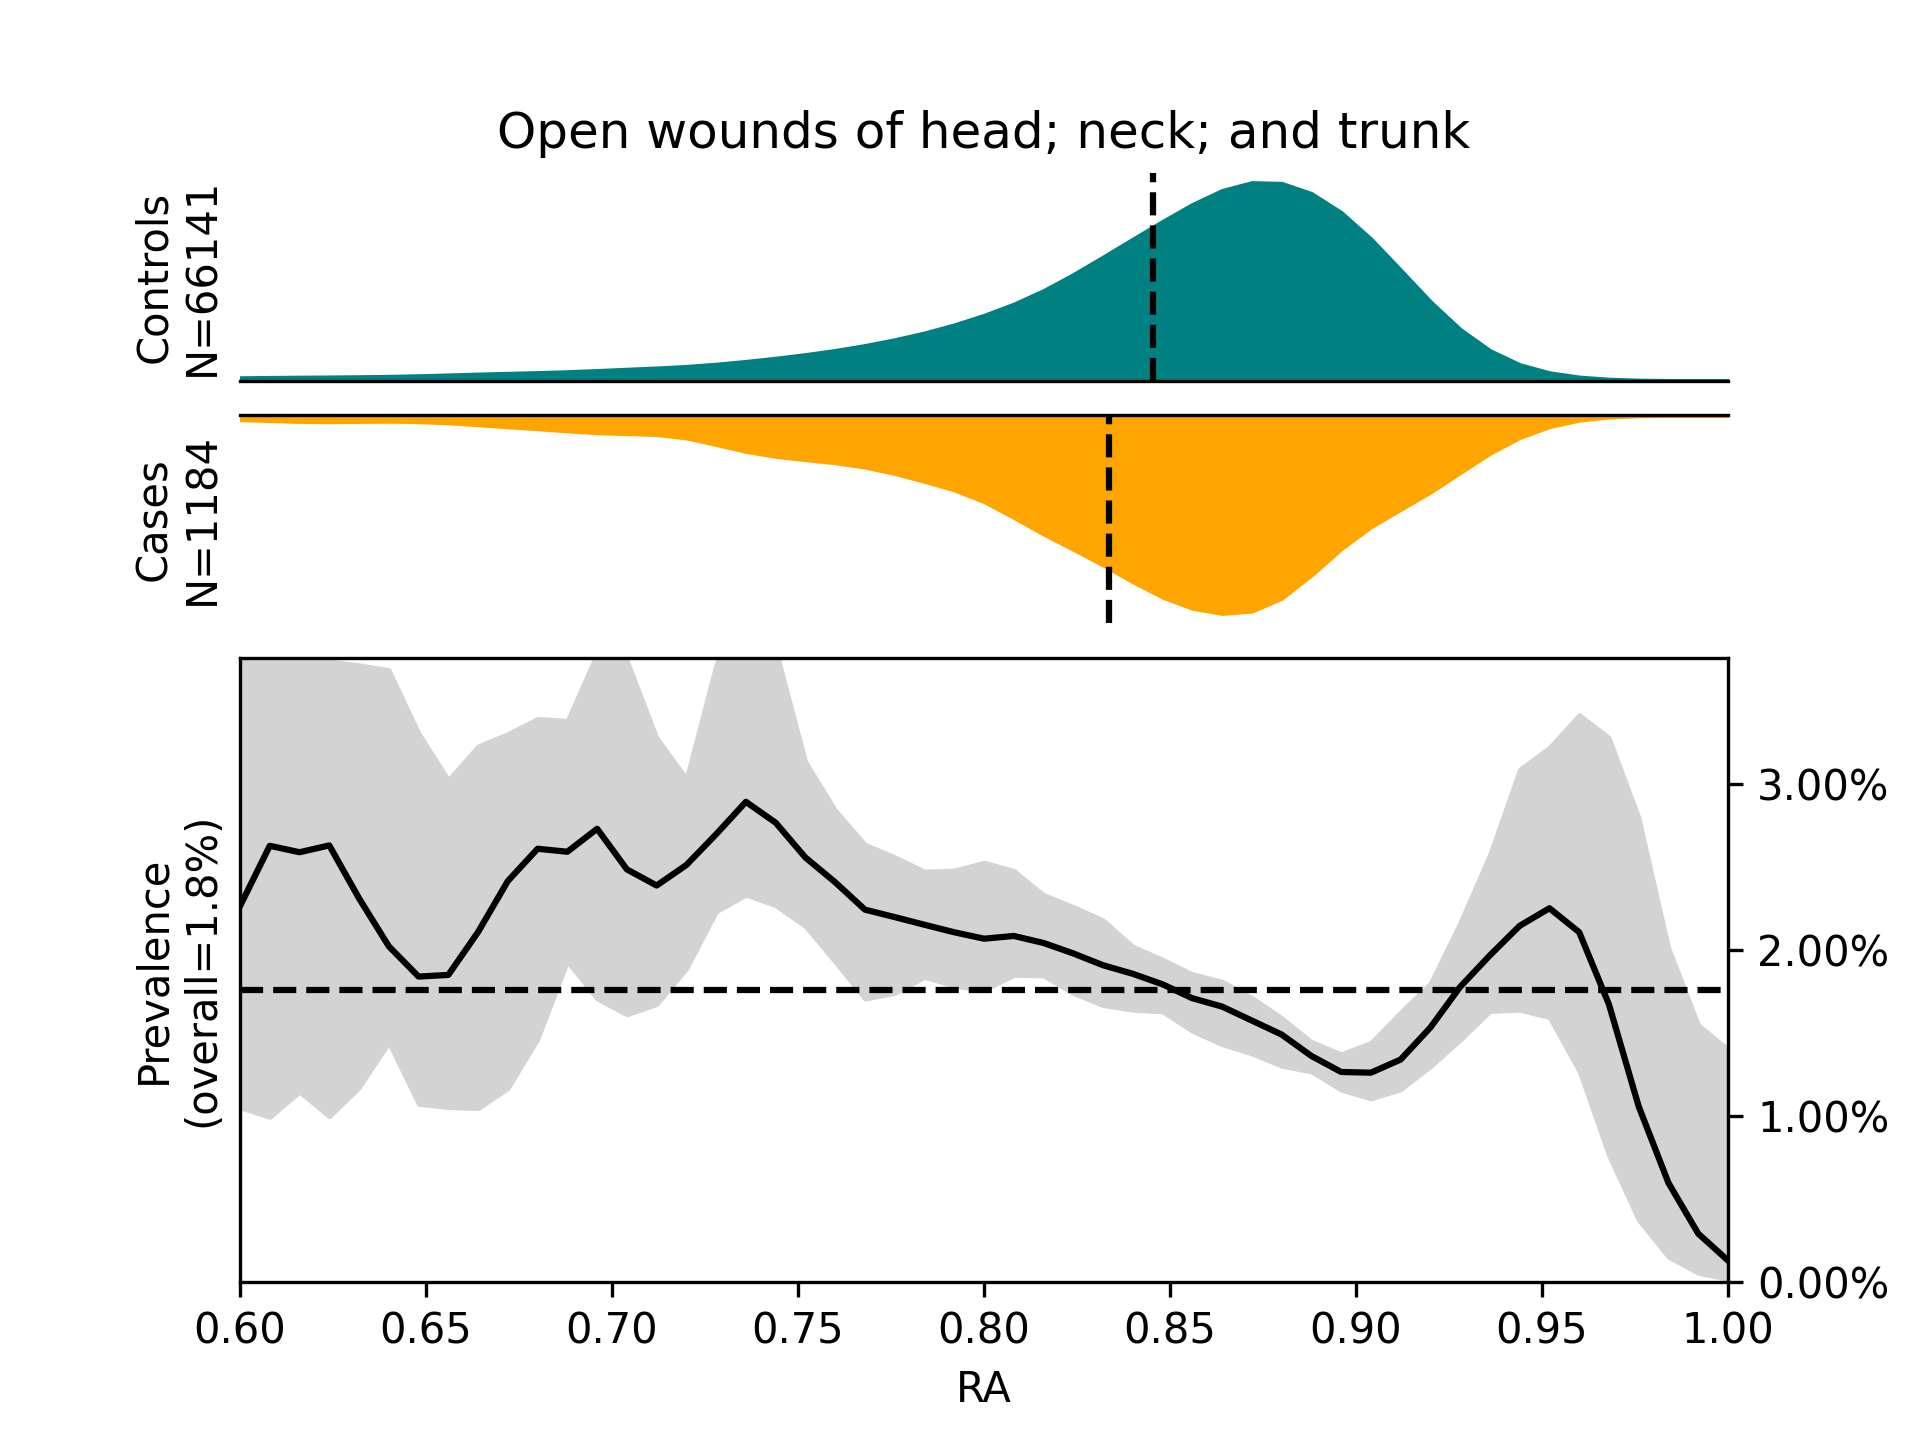 Open wounds of head; neck; and trunk
Controls
N=66141
Cases
N=1184
Prevalence
(overall=1.8%)
3.00%
2.00%
1.00%
0.00%
0.60 0.65 0.70 0.75 0.80 0.85 0.90 0.95 1.00
RA